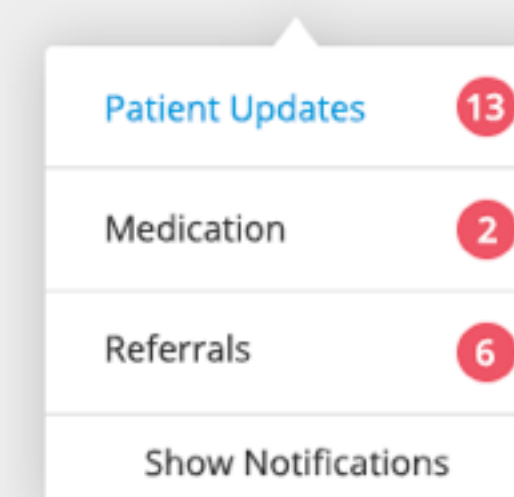 Patient Updates 13
Medication 2
Referrals 6
Show Notifications